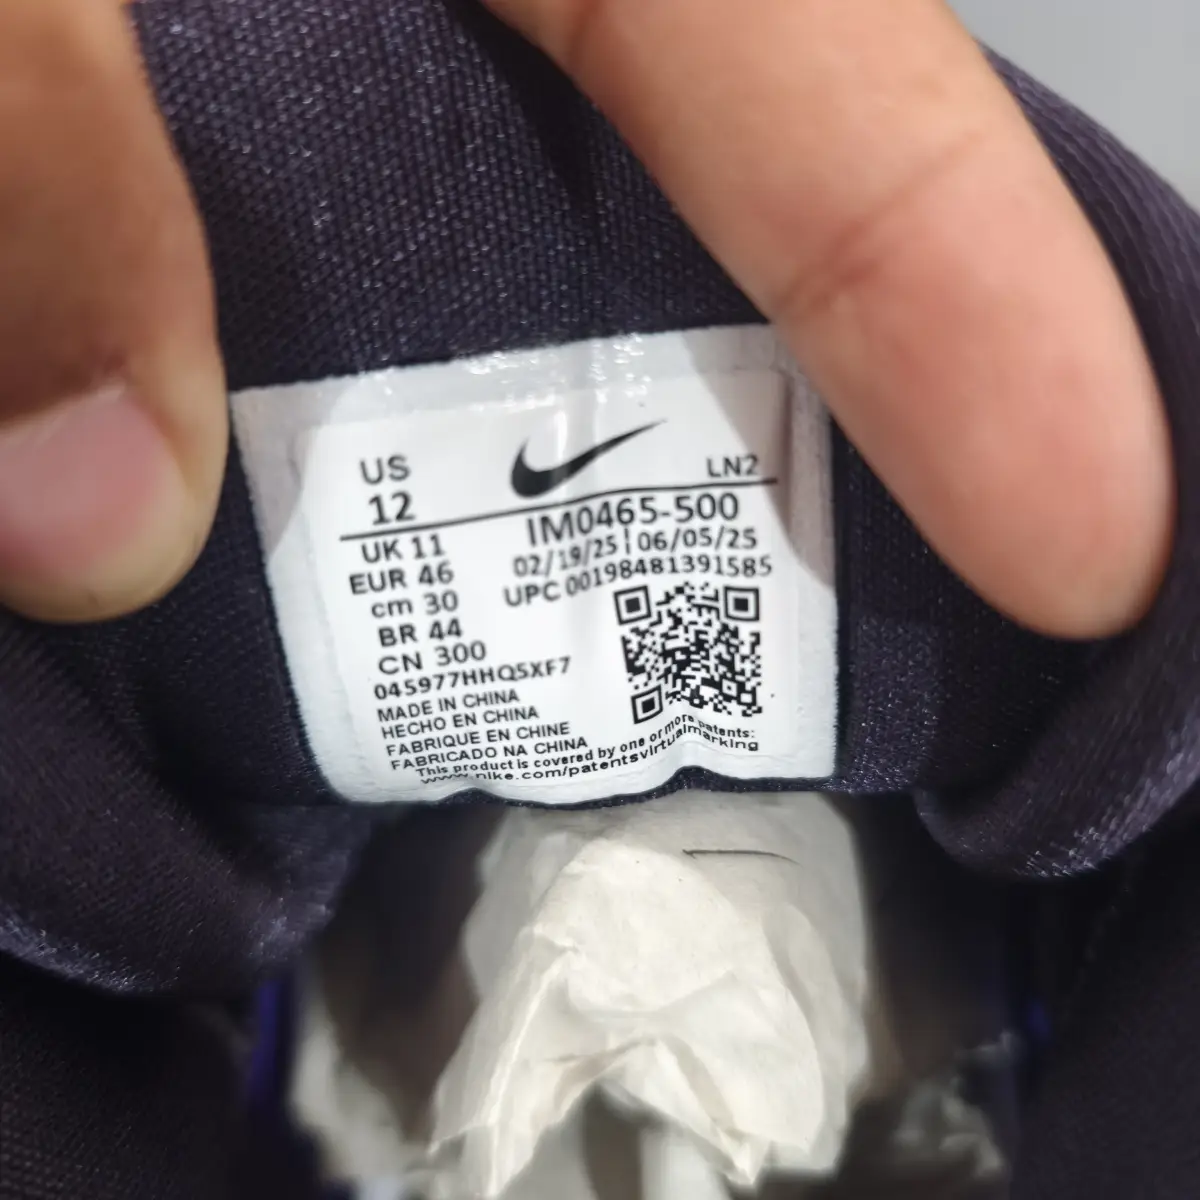 US
12
LN2
IM0465-500
UK 11
02/19/25 | 06/05/25
EUR 46
UPC 00198481391585
cm 30
BR 44
CN 300
045977HHQ5XF7
MADE IN CHINA
HECHO EN CHINA
FABRIQUE EN CHINE
FABRICADO NA CHINA
This product is covered by one or more patents:
www.nike.com/patentsvirtualmarking